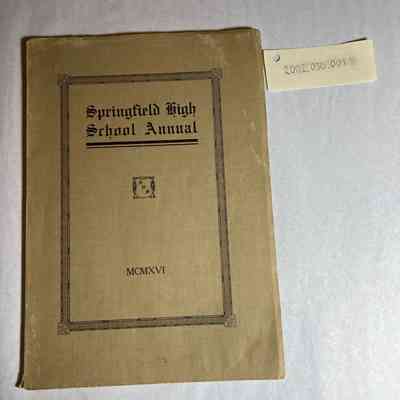 Springfield High
School Annual
MCMXVI